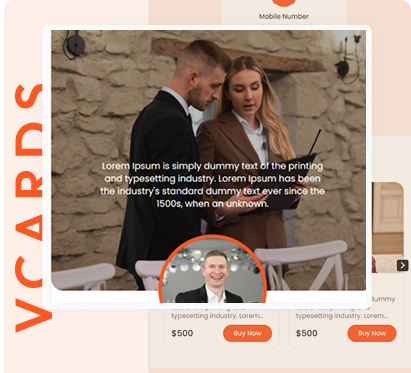 Mobile Number
VCARDS
Lorem Ipsum is simply dummy text of the printing
and typesetting industry. Lorem Ipsum has been
the industry's standard dummy text ever since the
1500s, when an unknown.
dummy
typesetting industry. Lorem...
typesetting industry. Lorem...
$500
Buy Now
$500
Buy Now